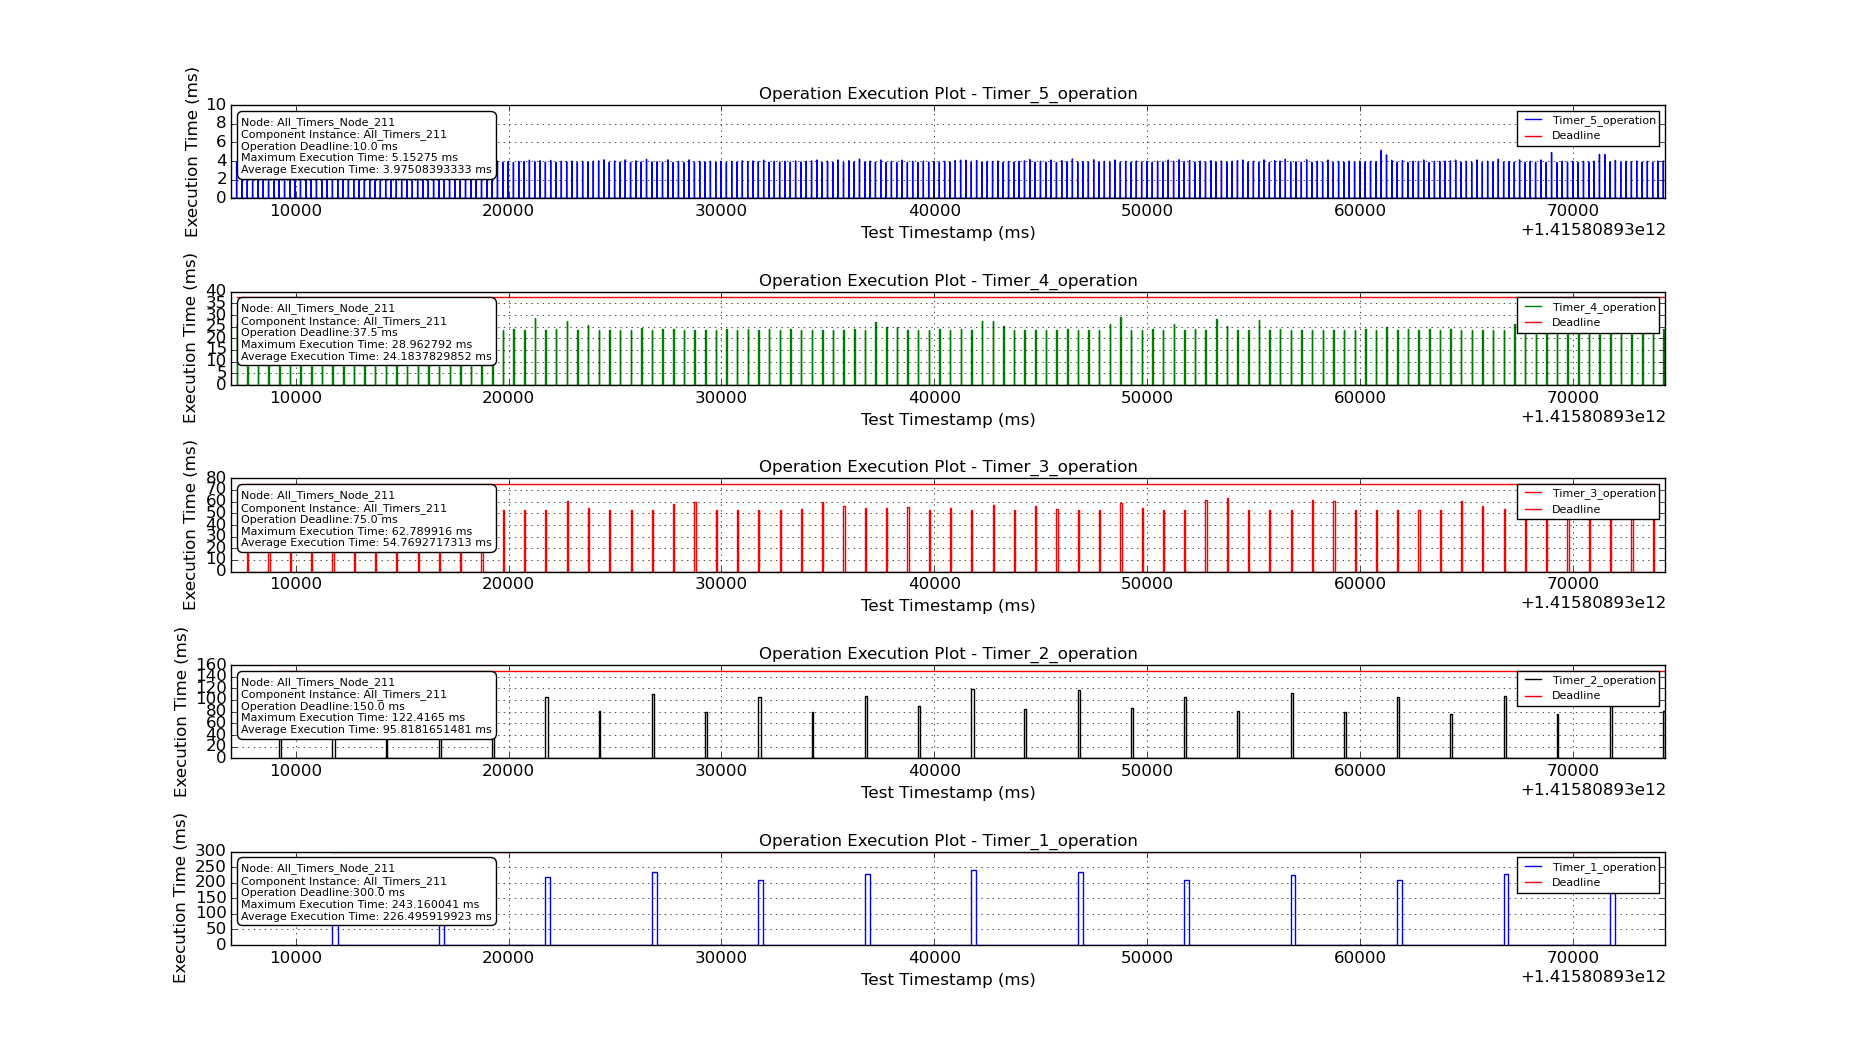 Operation Execution Plot - Timer_5_operation
Execution Time (ms)
10
8
6
4
2
0
Node: All_Timers_Node_211
Component Instance: All_Timers_211
Operation Deadline:10.0 ms
Maximum Execution Time: 5.15275 ms
Average Execution Time: 3.97508393333 ms
Timer_5_operation
Deadline
10000 20000 30000 40000 50000 60000 70000
Test Timestamp (ms)
+1.41580893e12
Operation Execution Plot - Timer_4_operation
Execution Time (ms)
40
35
30
25
20
15
10
5
0
Node: All_Timers_Node_211
Component Instance: All_Timers_211
Operation Deadline:37.5 ms
Maximum Execution Time: 28.962792 ms
Average Execution Time: 24.1837829852 ms
Timer_4_operation
Deadline
10000 20000 30000 40000 50000 60000 70000
Test Timestamp (ms)
+1.41580893e12
Operation Execution Plot - Timer_3_operation
Execution Time (ms)
80
70
60
50
40
30
20
10
0
Node: All_Timers_Node_211
Component Instance: All_Timers_211
Operation Deadline:75.0 ms
Maximum Execution Time: 62.789916 ms
Average Execution Time: 54.7692717313 ms
Timer_3_operation
Deadline
10000 20000 30000 40000 50000 60000 70000
Test Timestamp (ms)
+1.41580893e12
Operation Execution Plot - Timer_2_operation
Execution Time (ms)
160
140
120
100
80
60
40
20
0
Node: All_Timers_Node_211
Component Instance: All_Timers_211
Operation Deadline:150.0 ms
Maximum Execution Time: 122.4165 ms
Average Execution Time: 95.8181651481 ms
Timer_2_operation
Deadline
10000 20000 30000 40000 50000 60000 70000
Test Timestamp (ms)
+1.41580893e12
Operation Execution Plot - Timer_1_operation
Execution Time (ms)
300
250
200
150
100
50
0
Node: All_Timers_Node_211
Component Instance: All_Timers_211
Operation Deadline:300.0 ms
Maximum Execution Time: 243.160041 ms
Average Execution Time: 226.495919923 ms
Timer_1_operation
Deadline
10000 20000 30000 40000 50000 60000 70000
Test Timestamp (ms)
+1.41580893e12